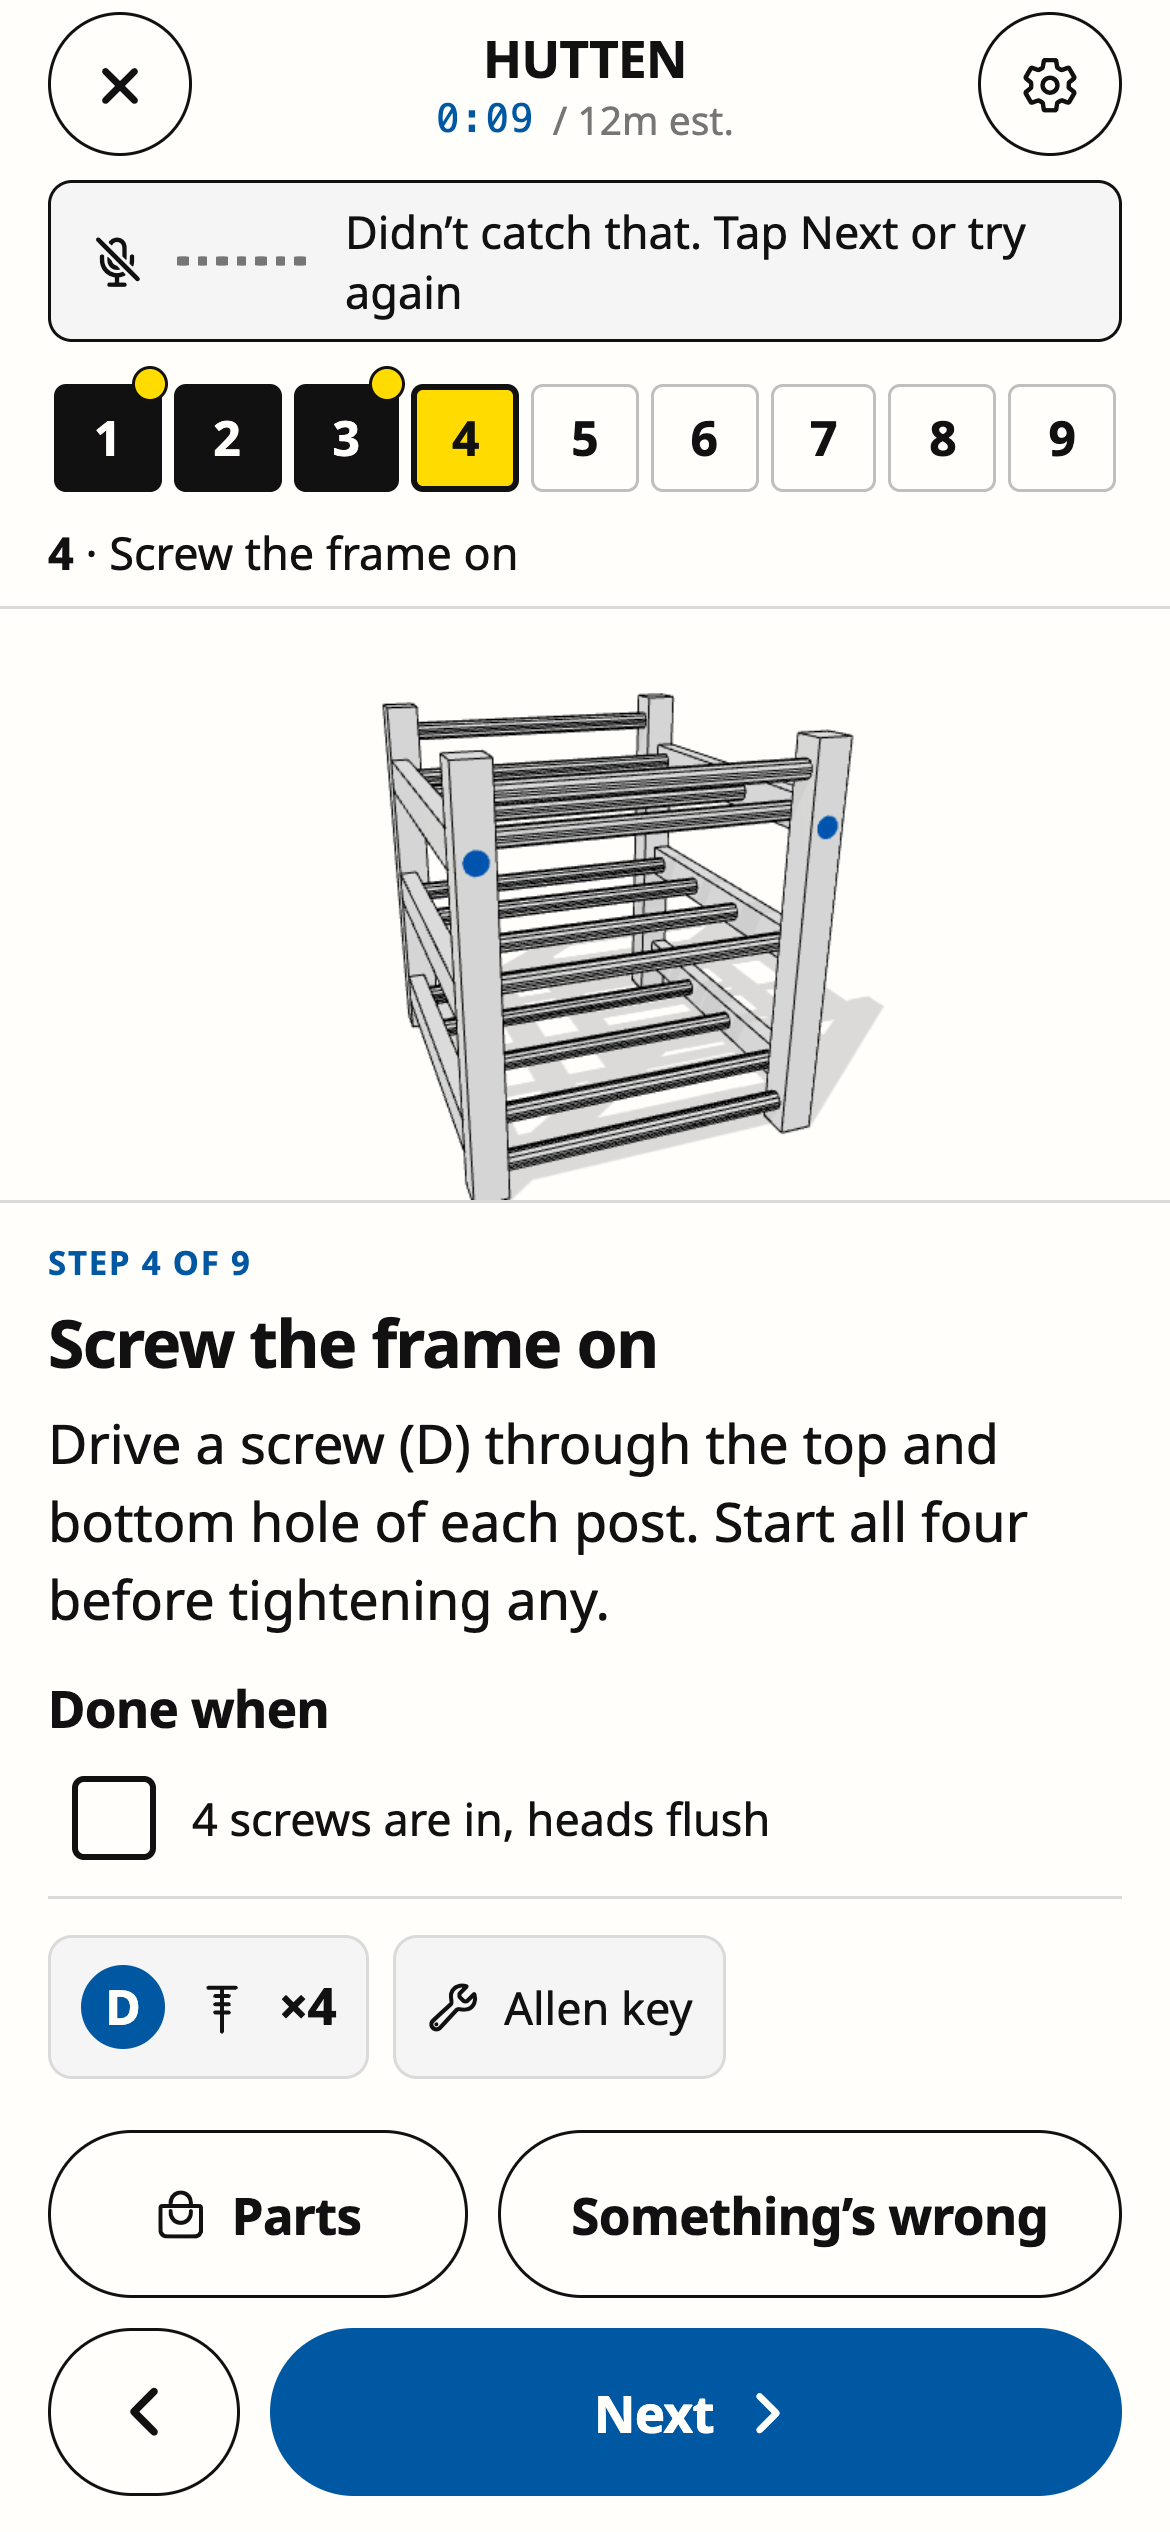 HUTTEN
0:09 / 12m est.
Didn’t catch that. Tap Next or try
again
1 2 3 4 5 6 7 8 9
4 · Screw the frame on
STEP 4 OF 9
Screw the frame on
Drive a screw (D) through the top and
bottom hole of each post. Start all four
before tightening any.
Done when
4 screws are in, heads flush
D ×4 Allen key
Parts Something’s wrong
Next